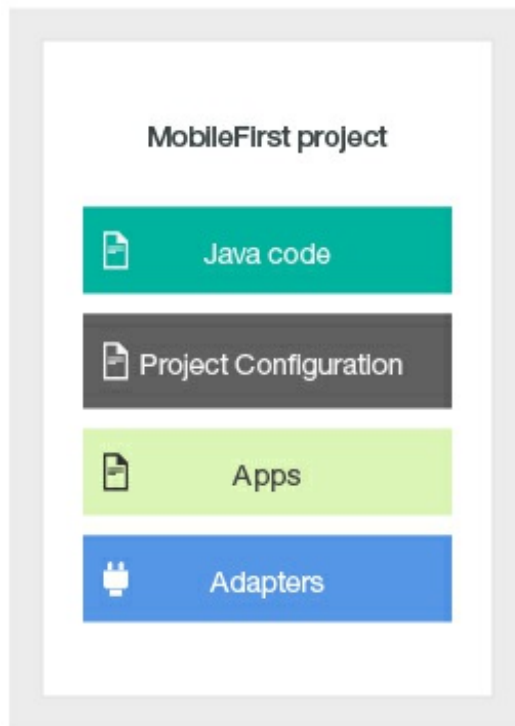 MobileFirst project
Java code
Project Configuration
Apps
Adapters